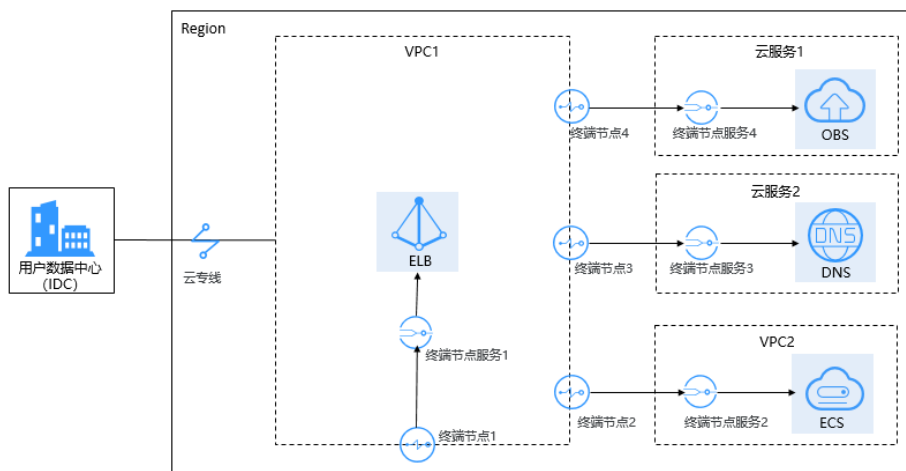 Region
VPC1
云服务1
终端节点4
终端节点服务4
OBS
云服务2
用户数据中心
(IDC)
云专线
ELB
终端节点3
终端节点服务3
DNS
DNS
终端节点服务1
VPC2
终端节点1
终端节点2
终端节点服务2
ECS